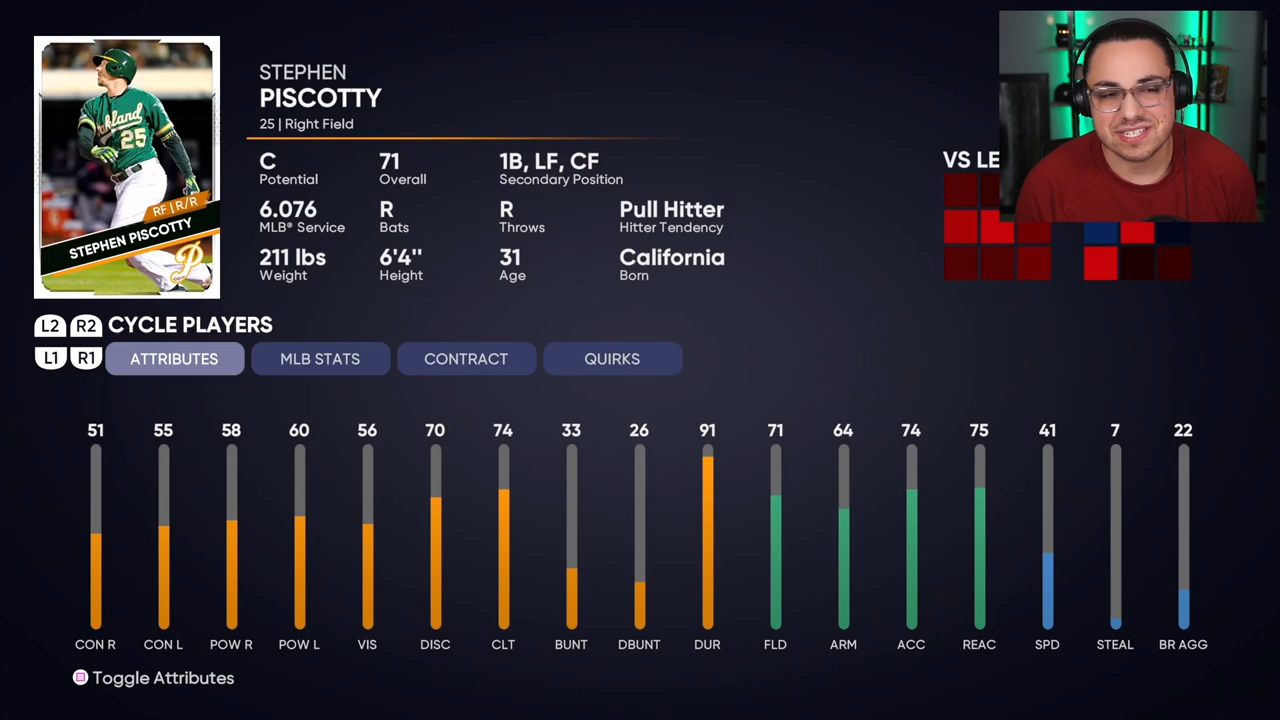 STEPHEN
PISCOTTY
25 | Right Field
C
Potential
71
Overall
1B, LF, CF
Secondary Position
6.076
MLB® Service
R
Bats
R
Throws
Pull Hitter
Hitter Tendency
211 lbs
Weight
6'4"
Height
31
Age
California
Born
VS LE
Oakland
25
RF | R/R
STEPHEN PISCOTTY
P
L2 R2 CYCLE PLAYERS
L1 R1 ATTRIBUTES MLB STATS CONTRACT QUIRKS
51 55 58 60 56 70 74 33 26 91 71 64 74 75 41 7 22
CON R CON L POW R POW L VIS DISC CLT BUNT DBUNT DUR FLD ARM ACC REAC SPD STEAL BR AGG
Toggle Attributes